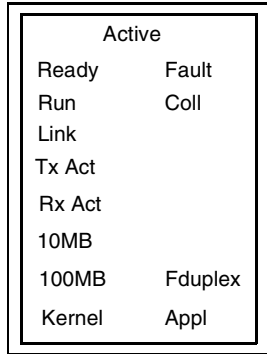 Active
Ready Fault
Run Coll
Link
Tx Act
Rx Act
10MB
100MB Fduplex
Kernel Appl